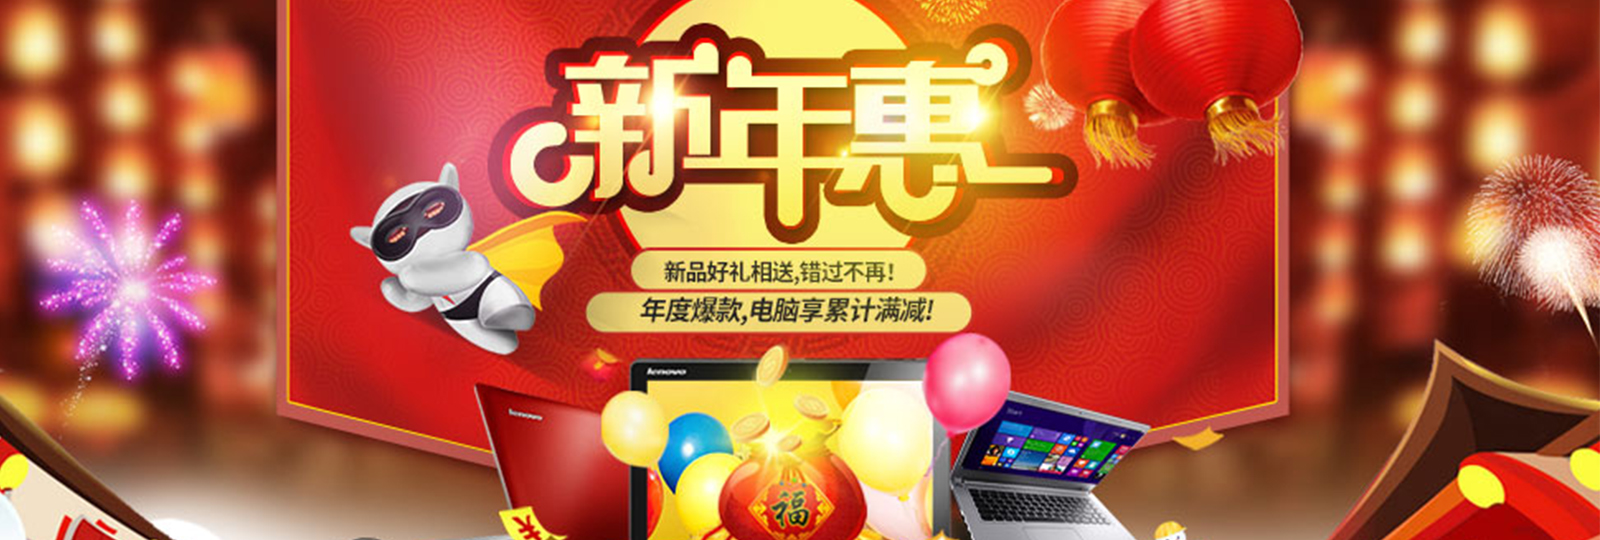 新年惠
新品好礼相送,错过不再!
年度爆款,电脑享累计满减!
lenovo
lenovo
Start
福